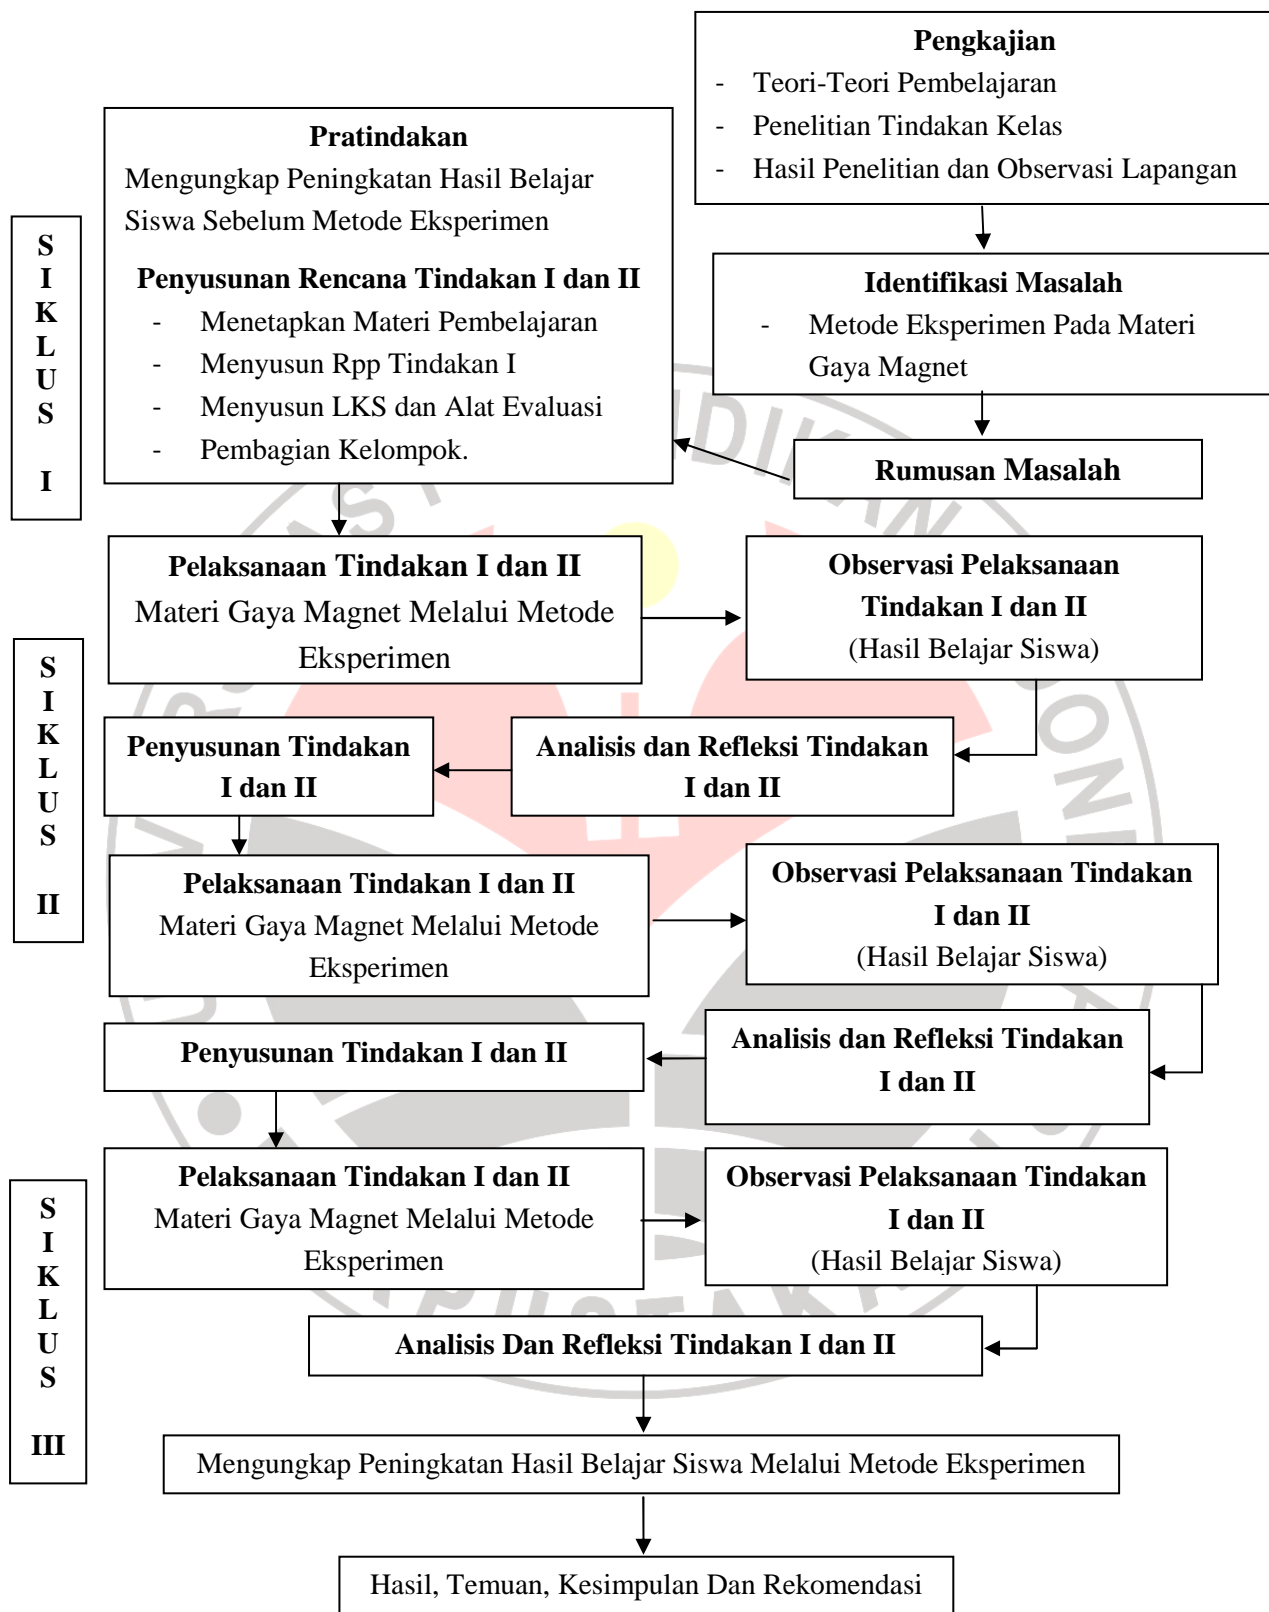 Pengkajian
- Teori-Teori Pembelajaran
- Penelitian Tindakan Kelas
- Hasil Penelitian dan Observasi Lapangan
Identifikasi Masalah
- Metode Eksperimen Pada Materi
Gaya Magnet
Rumusan Masalah
SIKLUS I
Pratindakan
Mengungkap Peningkatan Hasil Belajar
Siswa Sebelum Metode Eksperimen
Penyusunan Rencana Tindakan I dan II
- Menetapkan Materi Pembelajaran
- Menyusun Rpp Tindakan I
- Menyusun LKS dan Alat Evaluasi
- Pembagian Kelompok.
Pelaksanaan Tindakan I dan II
Materi Gaya Magnet Melalui Metode
Eksperimen
Observasi Pelaksanaan
Tindakan I dan II
(Hasil Belajar Siswa)
SIKLUS II
Analisis dan Refleksi Tindakan
I dan II
Penyusunan Tindakan
I dan II
Pelaksanaan Tindakan I dan II
Materi Gaya Magnet Melalui Metode
Eksperimen
Observasi Pelaksanaan Tindakan
I dan II
(Hasil Belajar Siswa)
Analisis dan Refleksi Tindakan
I dan II
Penyusunan Tindakan I dan II
SIKLUS III
Pelaksanaan Tindakan I dan II
Materi Gaya Magnet Melalui Metode
Eksperimen
Observasi Pelaksanaan Tindakan
I dan II
(Hasil Belajar Siswa)
Analisis Dan Refleksi Tindakan I dan II
Mengungkap Peningkatan Hasil Belajar Siswa Melalui Metode Eksperimen
Hasil, Temuan, Kesimpulan Dan Rekomendasi